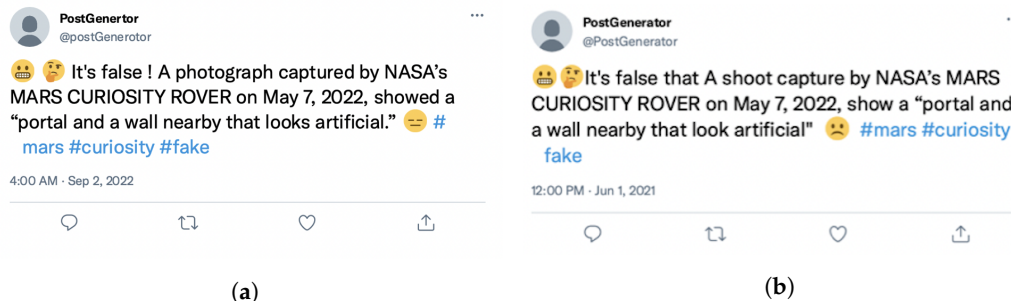 PostGenertor
@postGenerotor
😬 🤔 It's false ! A photograph captured by NASA's
MARS CURIOSITY ROVER on May 7, 2022, showed a
“portal and a wall nearby that looks artificial.” 😑 #
mars #curiosity #fake
4:00 AM · Sep 2, 2022
(a)
PostGenerator
@PostGenerator
😬🤔It's false that A shoot capture by NASA's MARS
CURIOSITY ROVER on May 7, 2022, show a “portal and
a wall nearby that look artificial" 🙁 #mars #curiosity
fake
12:00 PM · Jun 1, 2021
(b)